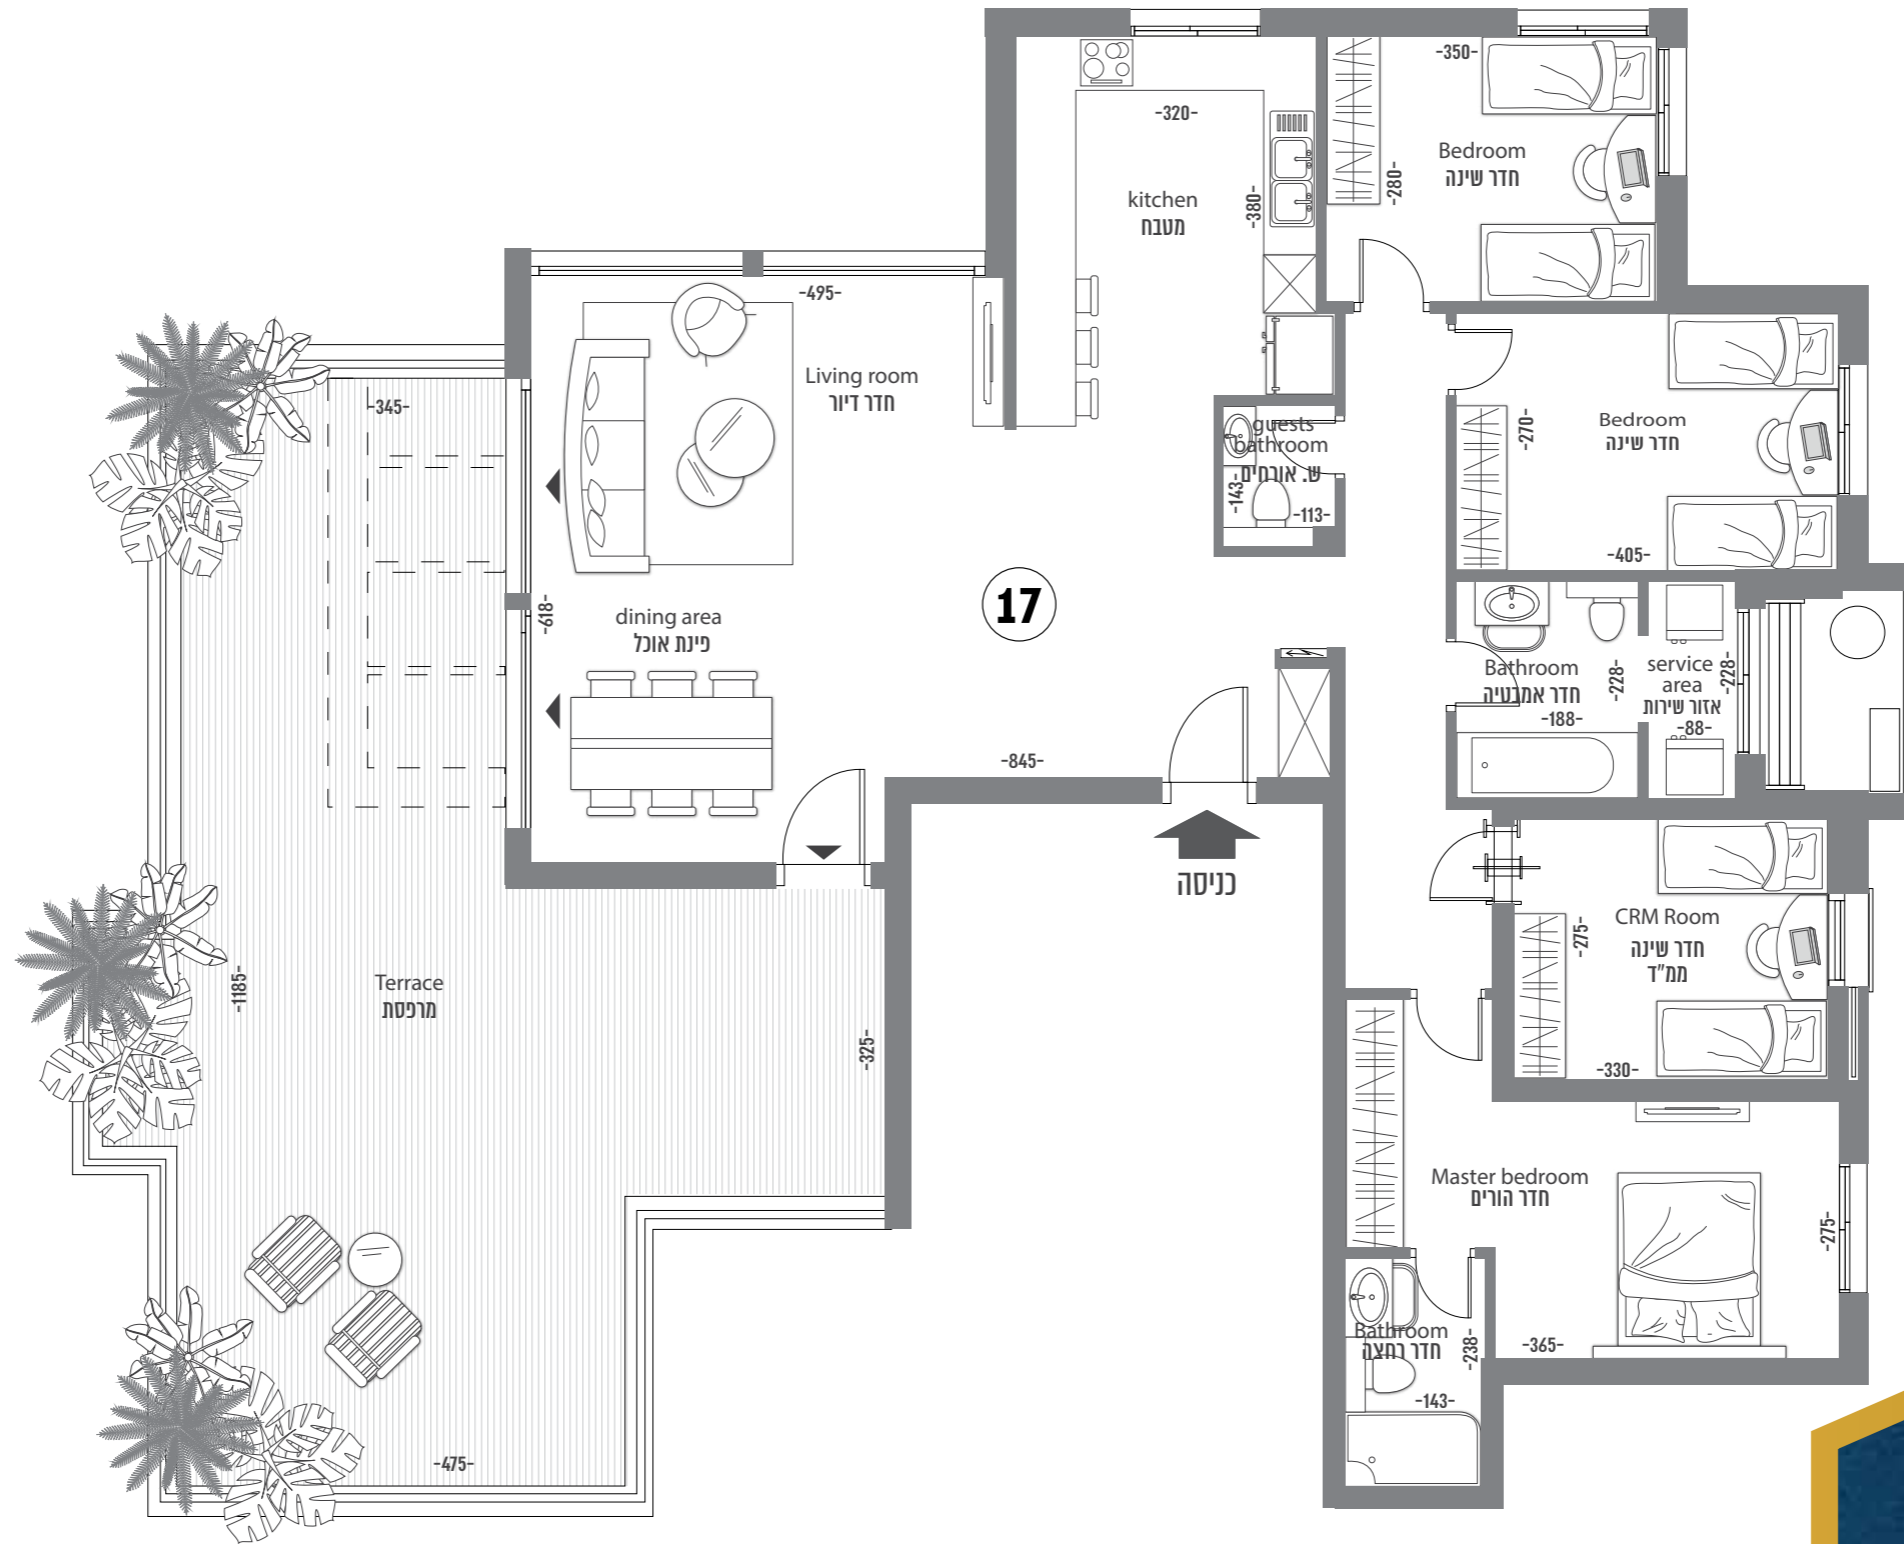 -350-
-320-
Bedroom
חדר שינה
-280-
kitchen
מטבח
-380-
-495-
Living room
חדר דיור
-345-
guests
bathroom
ש. אורחים
-143-
-113-
Bedroom
חדר שינה
-270-
-405-
17
-618-
dining area
פינת אוכל
Bathroom
חדר אמבטיה
-228-
-188-
service
area
אזור שירות
-228-
-88-
-845-
כניסה
CRM Room
חדר שינה
ממ"ד
-275-
-330-
Terrace
מרפסת
-1185-
-325-
Master bedroom
חדר הורים
-275-
-365-
Bathroom
חדר רחצה
-238-
-143-
-475-